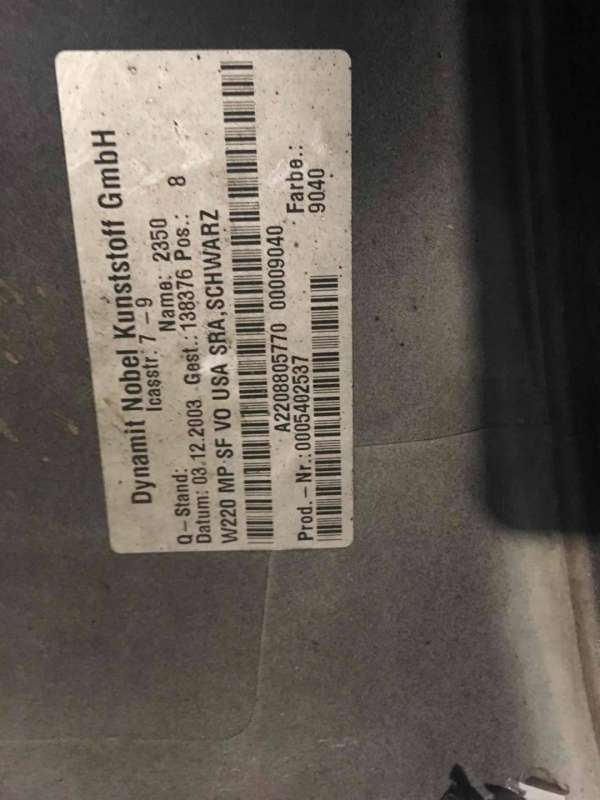 Dynamit Nobel Kunststoff GmbH
Icasstr. 7 – 9
Q – Stand: Name: 2350
Datum: 03.12.2003 Gest.: 138376 Pos.: 8
W220 MP SF VO USA SRA,SCHWARZ
A2208805770 00009040
Prod. – Nr.:0005402537 Farbe.:
9040